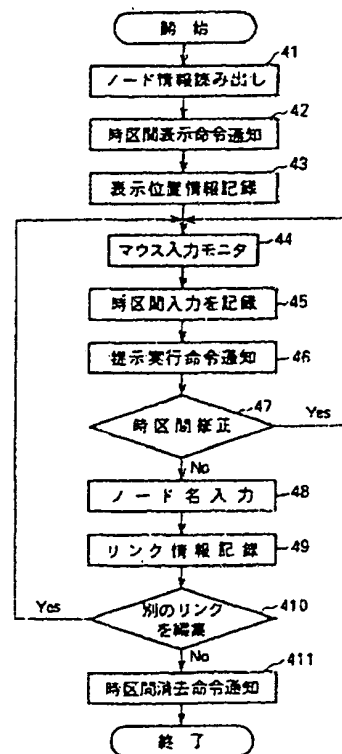 開始
41
ノード情報読み出し
42
時区間表示命令通知
43
表示位置情報記録
44
マウス入力モニタ
45
時区間入力を記録
46
提示実行命令通知
47
時区間修正
Yes
No
48
ノード名入力
49
リンク情報記録
410
別のリンク
を編集
Yes
No
411
時区間消去命令通知
終了